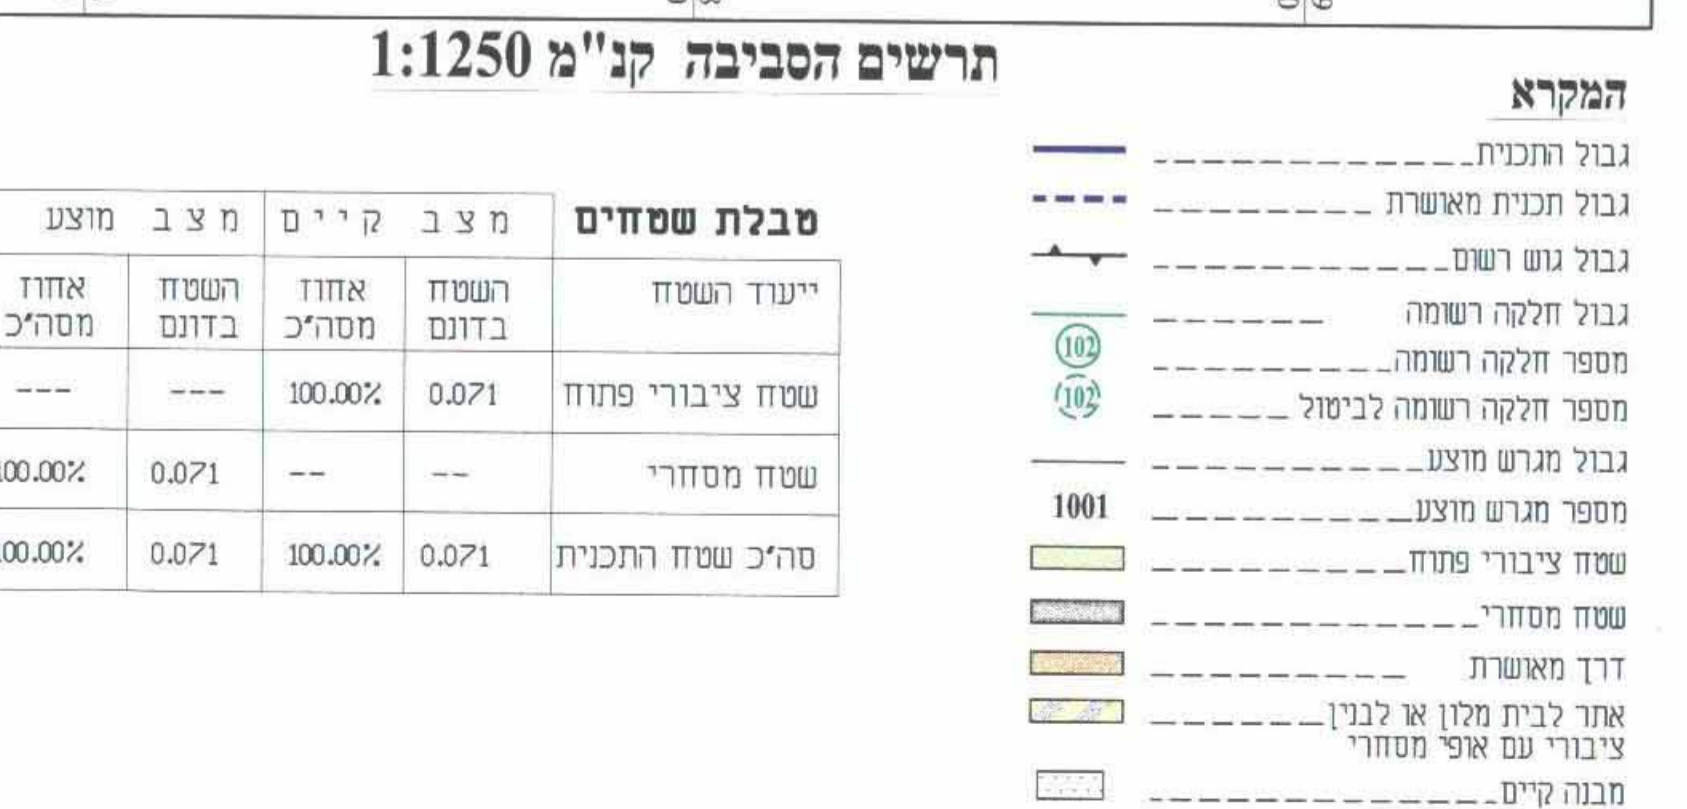 תרשים הסביבה קנ"מ 1:1250
המקרא
גבול התכנית
גבול תכנית מאושרת
גבול גוש רשום
גבול חלקה רשומה
מספר חלקה רשומה 102
מספר חלקה רשומה לביטול 102
גבול מגרש מוצע
מספר מגרש מוצע 1001
שטח ציבורי פתוח
שטח מסחרי
דרך מאושרת
אתר לבית מלון או לבנין
ציבורי עם אופי מסחרי
מבנה קיים
טבלת שטחים מצב קיים מצב מוצע
ייעוד השטח השטח בדונם אחוז מסה"כ השטח בדונם אחוז מסה"כ
שטח ציבורי פתוח 0.071 100.00% --- ---
שטח מסחרי -- -- 0.071 00.00%
סה"כ שטח התכנית 0.071 100.00% 0.071 00.00%